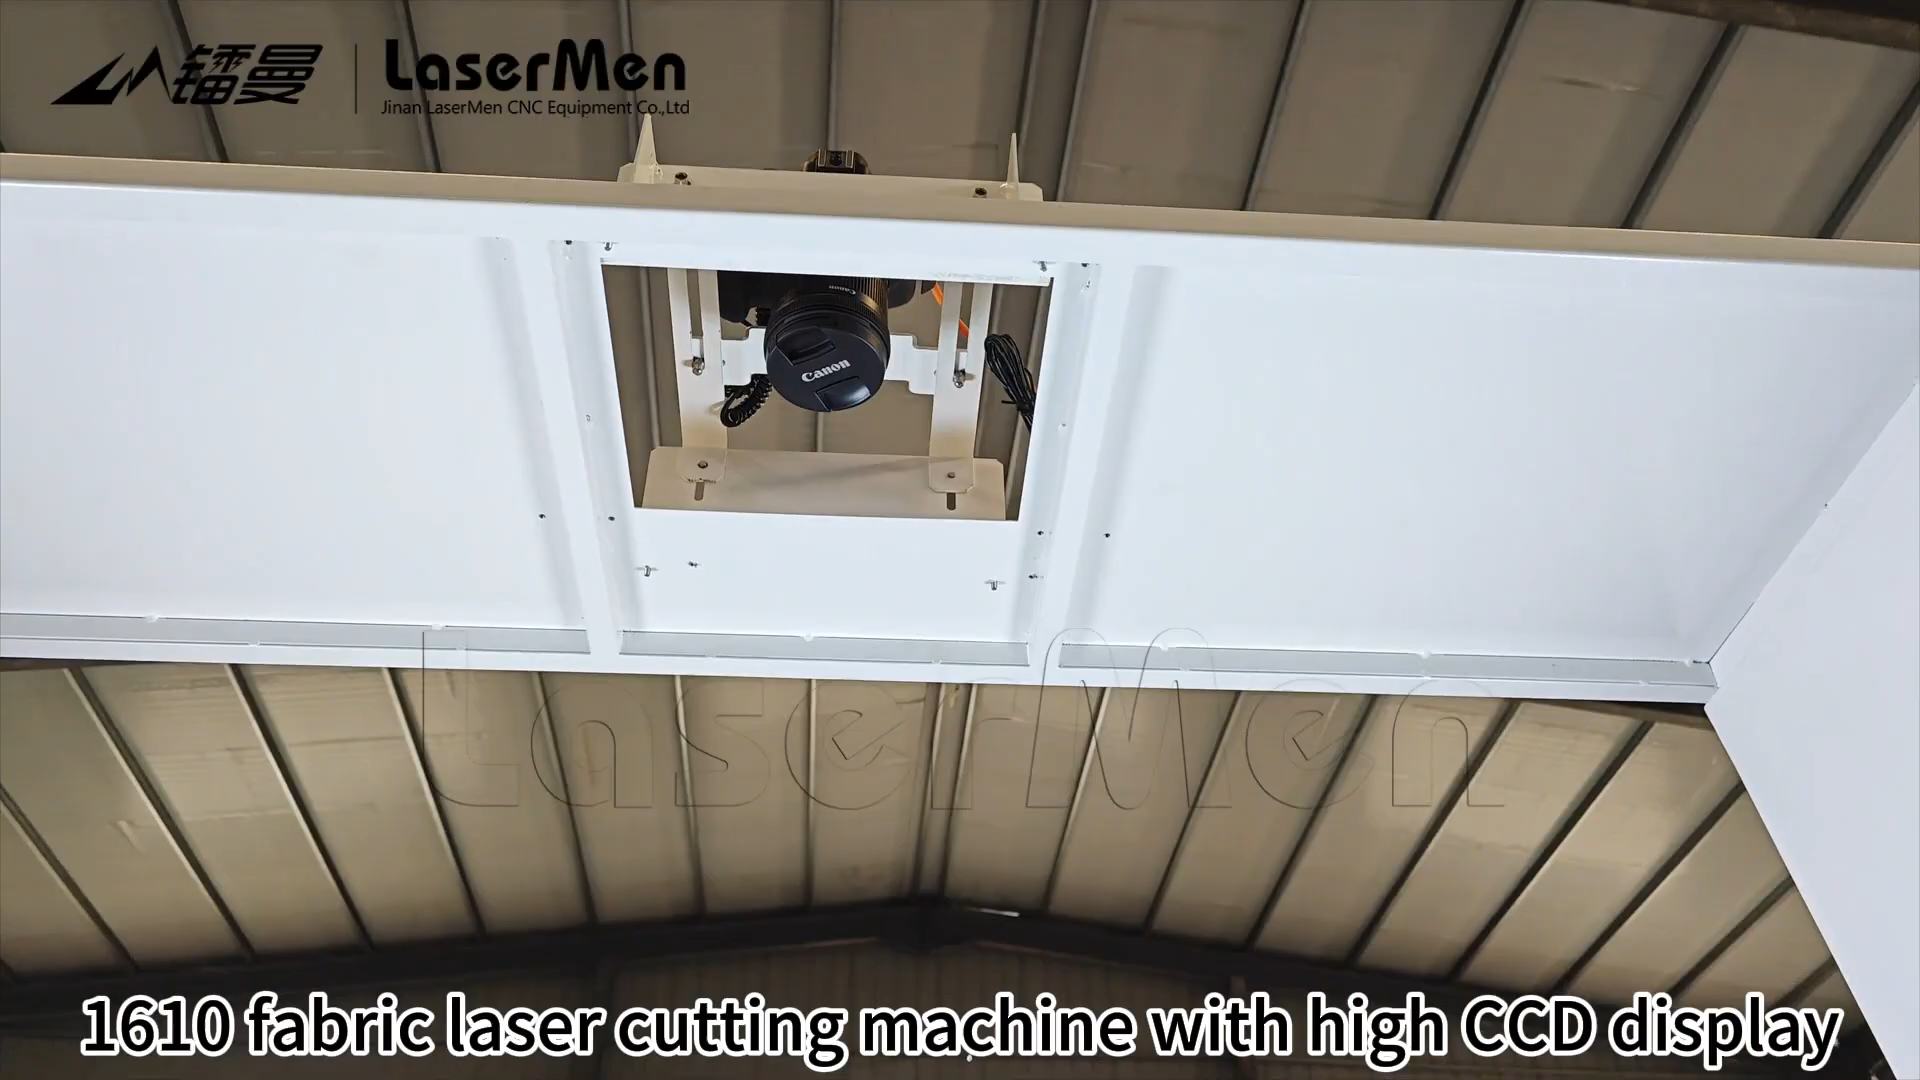 镭曼
LaserMen
Jinan LaserMen CNC Equipment Co.,Ltd
Canon
Canon
LaserMen
1610 fabric laser cutting machine with high CCD display